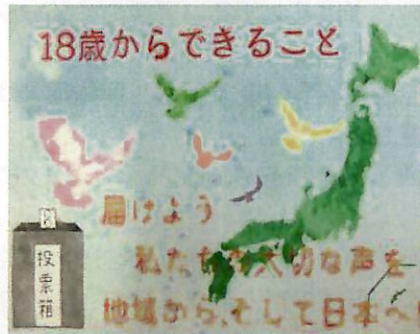 18歳からできること
届けよう
私たちの大切な声を
地域から、そして日本へ
投票箱